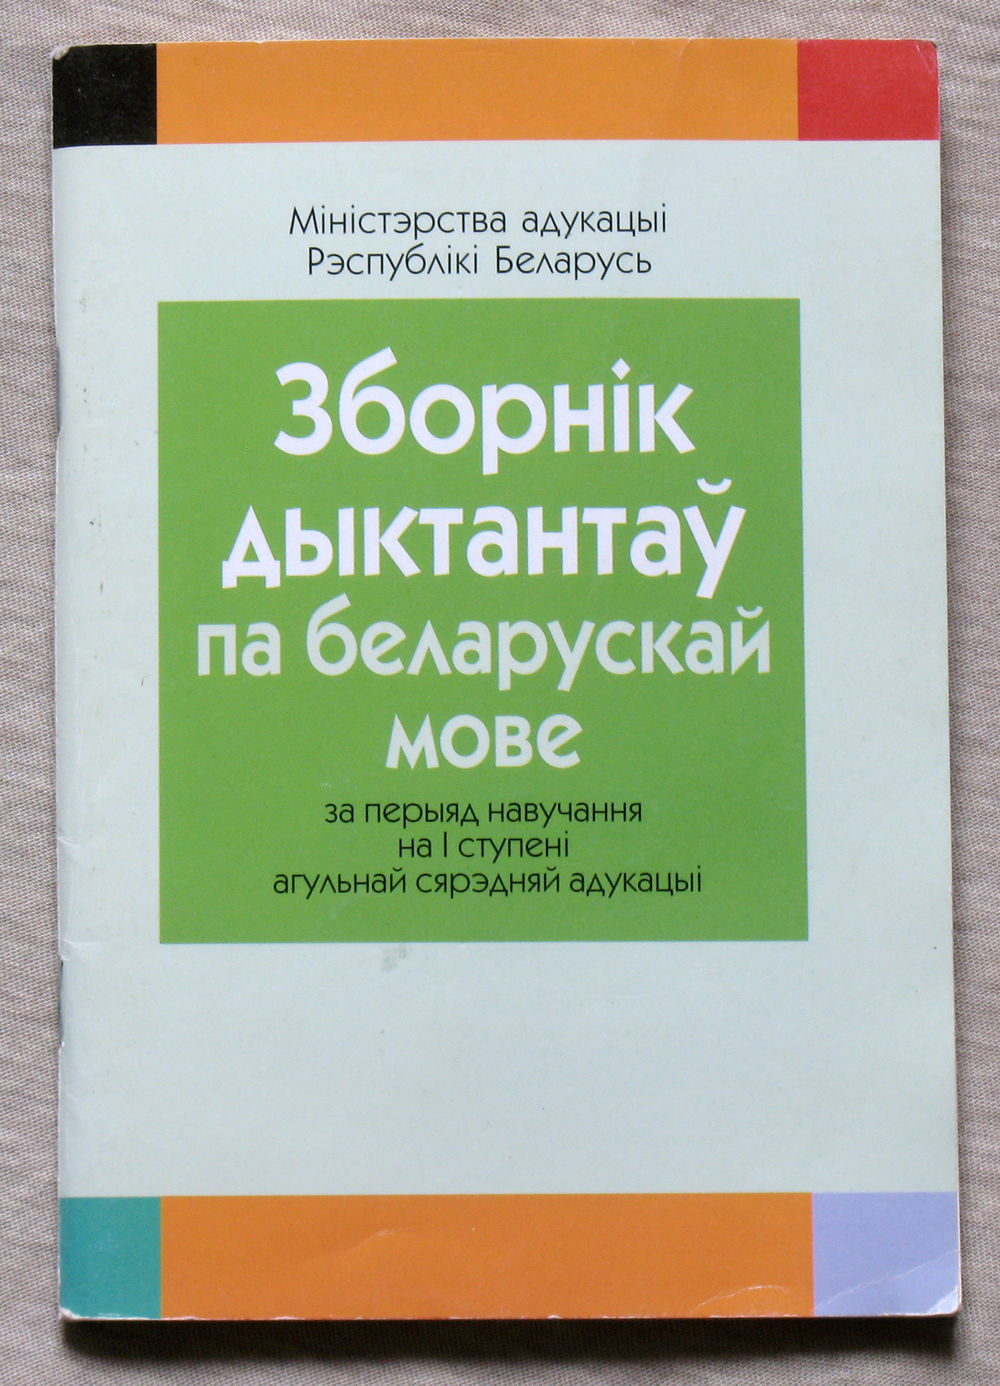 Міністэрства адукацыі
Рэспублікі Беларусь
Зборнік
дыктантаў
па беларускай
мове
за перыяд навучання
на І ступені
агульнай сярэдняй адукацыі